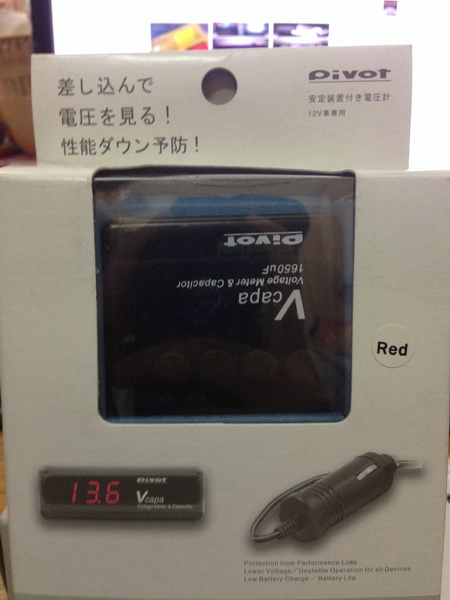 差し込んで
電圧を見る!
性能ダウン予防!
PIVOT
安定装置付き電圧計
12V車専用
PIVOT
Vcapa
Voltage Meter & Capacitor
1650uF
Red
13.6
PIVOT
Vcapa
Voltage Meter & Capacitor
Protection from Performance Loss
Lower Voltage／Unstable Operation for all Devices
Low Battery Charge／Battery Life